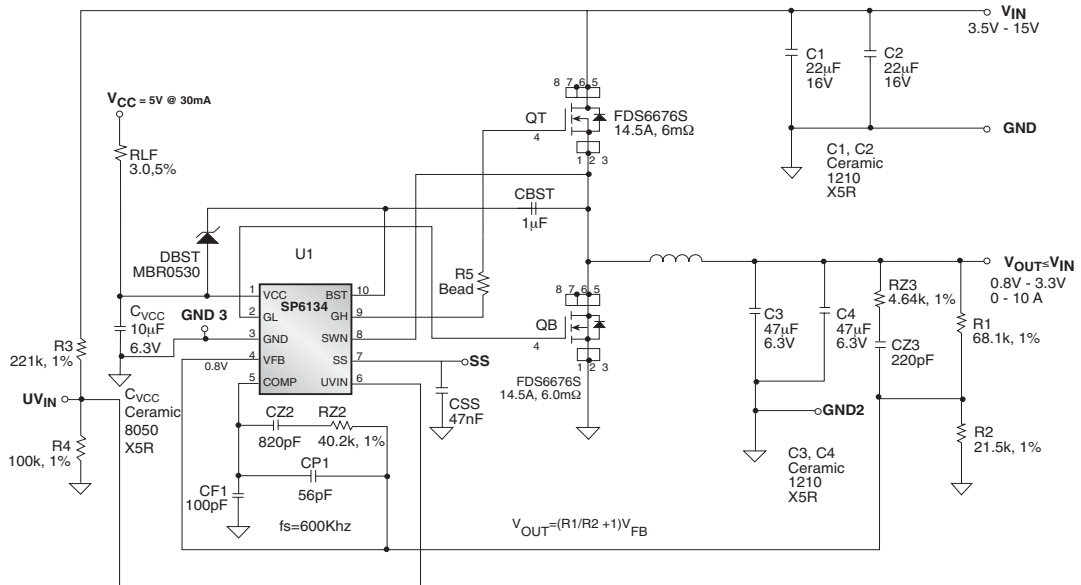 VIN
3.5V - 15V
C1
22µF
16V
C2
22µF
16V
GND
C1, C2
Ceramic
1210
X5R
VCC = 5V @ 30mA
RLF
3.0,5%
8 7 6 5
QT
4
FDS6676S
14.5A, 6mΩ
1 2 3
CBST
1µF
DBST
MBR0530
U1
R5
Bead
SP6134
1 VCC
2 GL
3 GND
4 VFB
5 COMP
BST 10
GH 9
SWN 8
SS 7
UVIN 6
0.8V
CVCC
10µF
6.3V
GND 3
R3
221k, 1%
UVIN
R4
100k, 1%
CVCC
Ceramic
8050
X5R
SS
CSS
47nF
8 7 6 5
QB
4
1 2 3
FDS6676S
14.5A, 6.0mΩ
VOUT≤VIN
0.8V - 3.3V
0 - 10 A
C3
47µF
6.3V
C4
47µF
6.3V
RZ3
4.64k, 1%
CZ3
220pF
R1
68.1k, 1%
R2
21.5k, 1%
GND2
C3, C4
Ceramic
1210
X5R
CZ2
820pF
RZ2
40.2k, 1%
CP1
56pF
CF1
100pF
fs=600Khz
VOUT=(R1/R2 +1)VFB